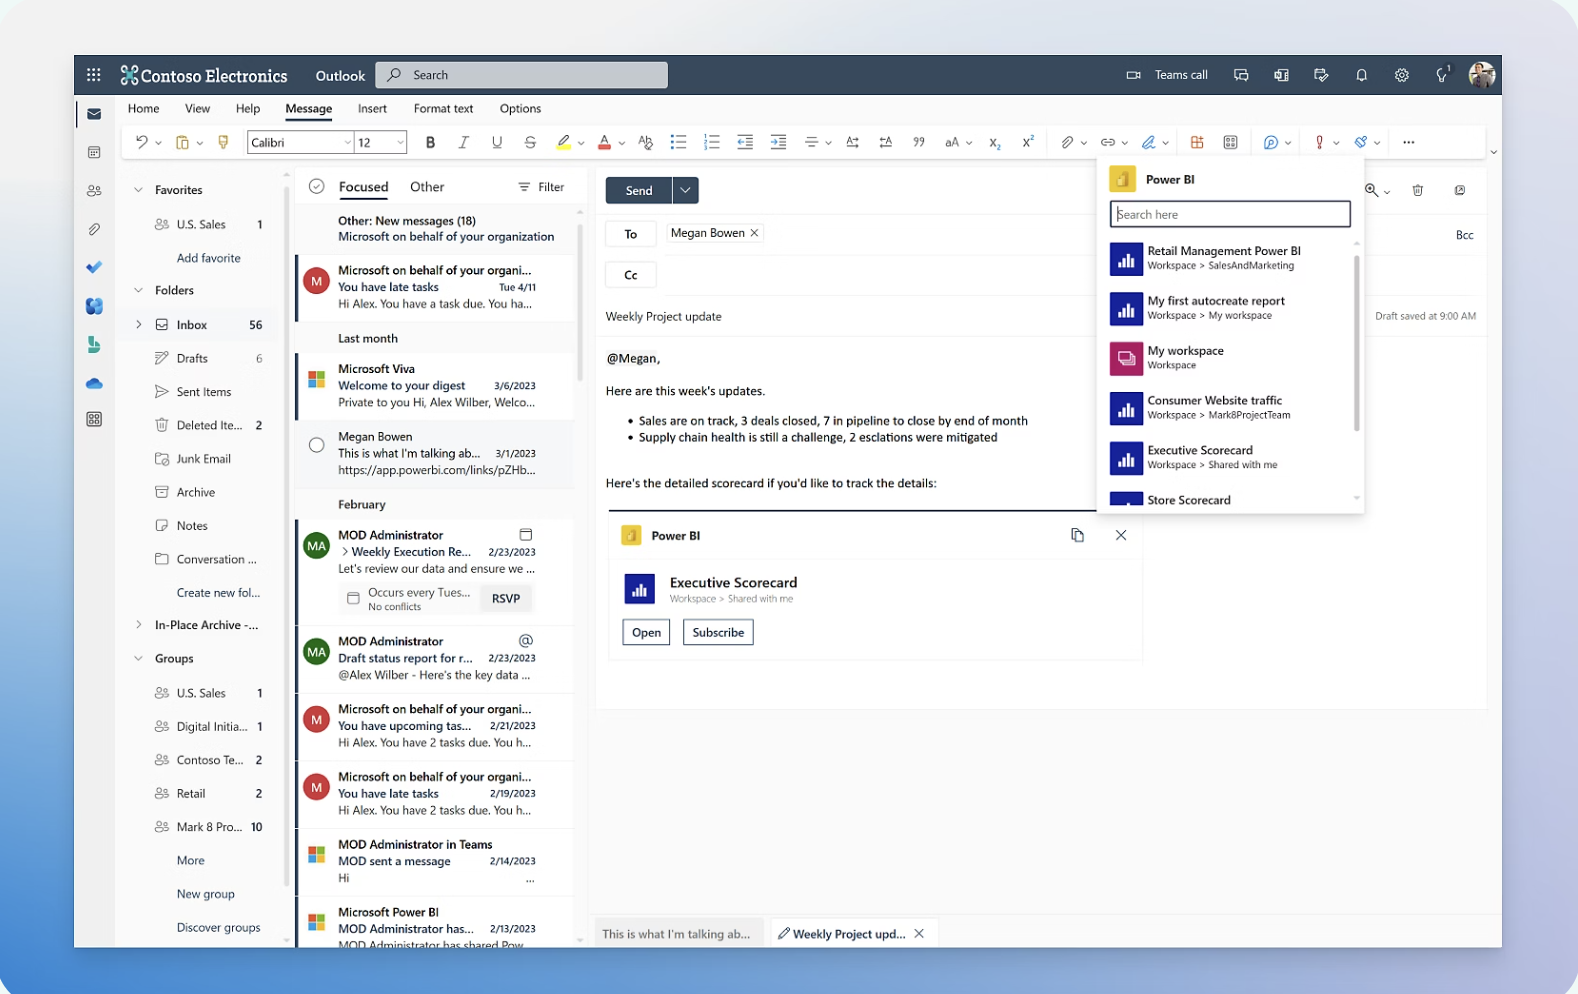 Contoso Electronics
Outlook
Search
Teams call
1
Home
View
Help
Message
Insert
Format text
Options
Calibri
12
Favorites
U.S. Sales 1
Add favorite
Folders
Inbox 56
Drafts 6
Sent Items
Deleted Ite... 2
Junk Email
Archive
Notes
Conversation ...
Create new fol...
In-Place Archive -...
Groups
U.S. Sales 1
Digital Initia... 1
Contoso Te... 2
Retail 2
Mark 8 Pro... 10
More
New group
Discover groups
Focused
Other
Filter
Other: New messages (18)
Microsoft on behalf of your organization
M
Microsoft on behalf of your organi...
You have late tasks Tue 4/11
Hi Alex. You have a task due. You ha...
Last month
Microsoft Viva
Welcome to your digest 3/6/2023
Private to you Hi, Alex Wilber, Welco...
Megan Bowen
This is what I'm talking ab... 3/1/2023
https://app.powerbi.com/links/pZHb...
February
MA
MOD Administrator
Weekly Execution Re... 2/23/2023
Let's review our data and ensure we ...
Occurs every Tues...
No conflicts
RSVP
MA
MOD Administrator @
Draft status report for r... 2/23/2023
@Alex Wilber - Here's the key data ...
M
Microsoft on behalf of your organi...
You have upcoming tas... 2/21/2023
Hi Alex. You have 2 tasks due. You h...
M
Microsoft on behalf of your organi...
You have late tasks 2/19/2023
Hi Alex. You have 2 tasks due. You h...
MOD Administrator in Teams
MOD sent a message 2/14/2023
Hi ...
Microsoft Power BI
MOD Administrator has... 2/13/2023
MOD Administrator has shared Pow...
Send
To
Megan Bowen
Bcc
Cc
Weekly Project update
Draft saved at 9:00 AM
@Megan,
Here are this week's updates.
• Sales are on track, 3 deals closed, 7 in pipeline to close by end of month
• Supply chain health is still a challenge, 2 esclations were mitigated
Here's the detailed scorecard if you'd like to track the details:
Power BI
Executive Scorecard
Workspace > Shared with me
Open
Subscribe
Power BI
Search here
Retail Management Power BI
Workspace > SalesAndMarketing
My first autocreate report
Workspace > My workspace
My workspace
Workspace
Consumer Website traffic
Workspace > Mark8ProjectTeam
Executive Scorecard
Workspace > Shared with me
Store Scorecard
This is what I'm talking ab...
Weekly Project upd...